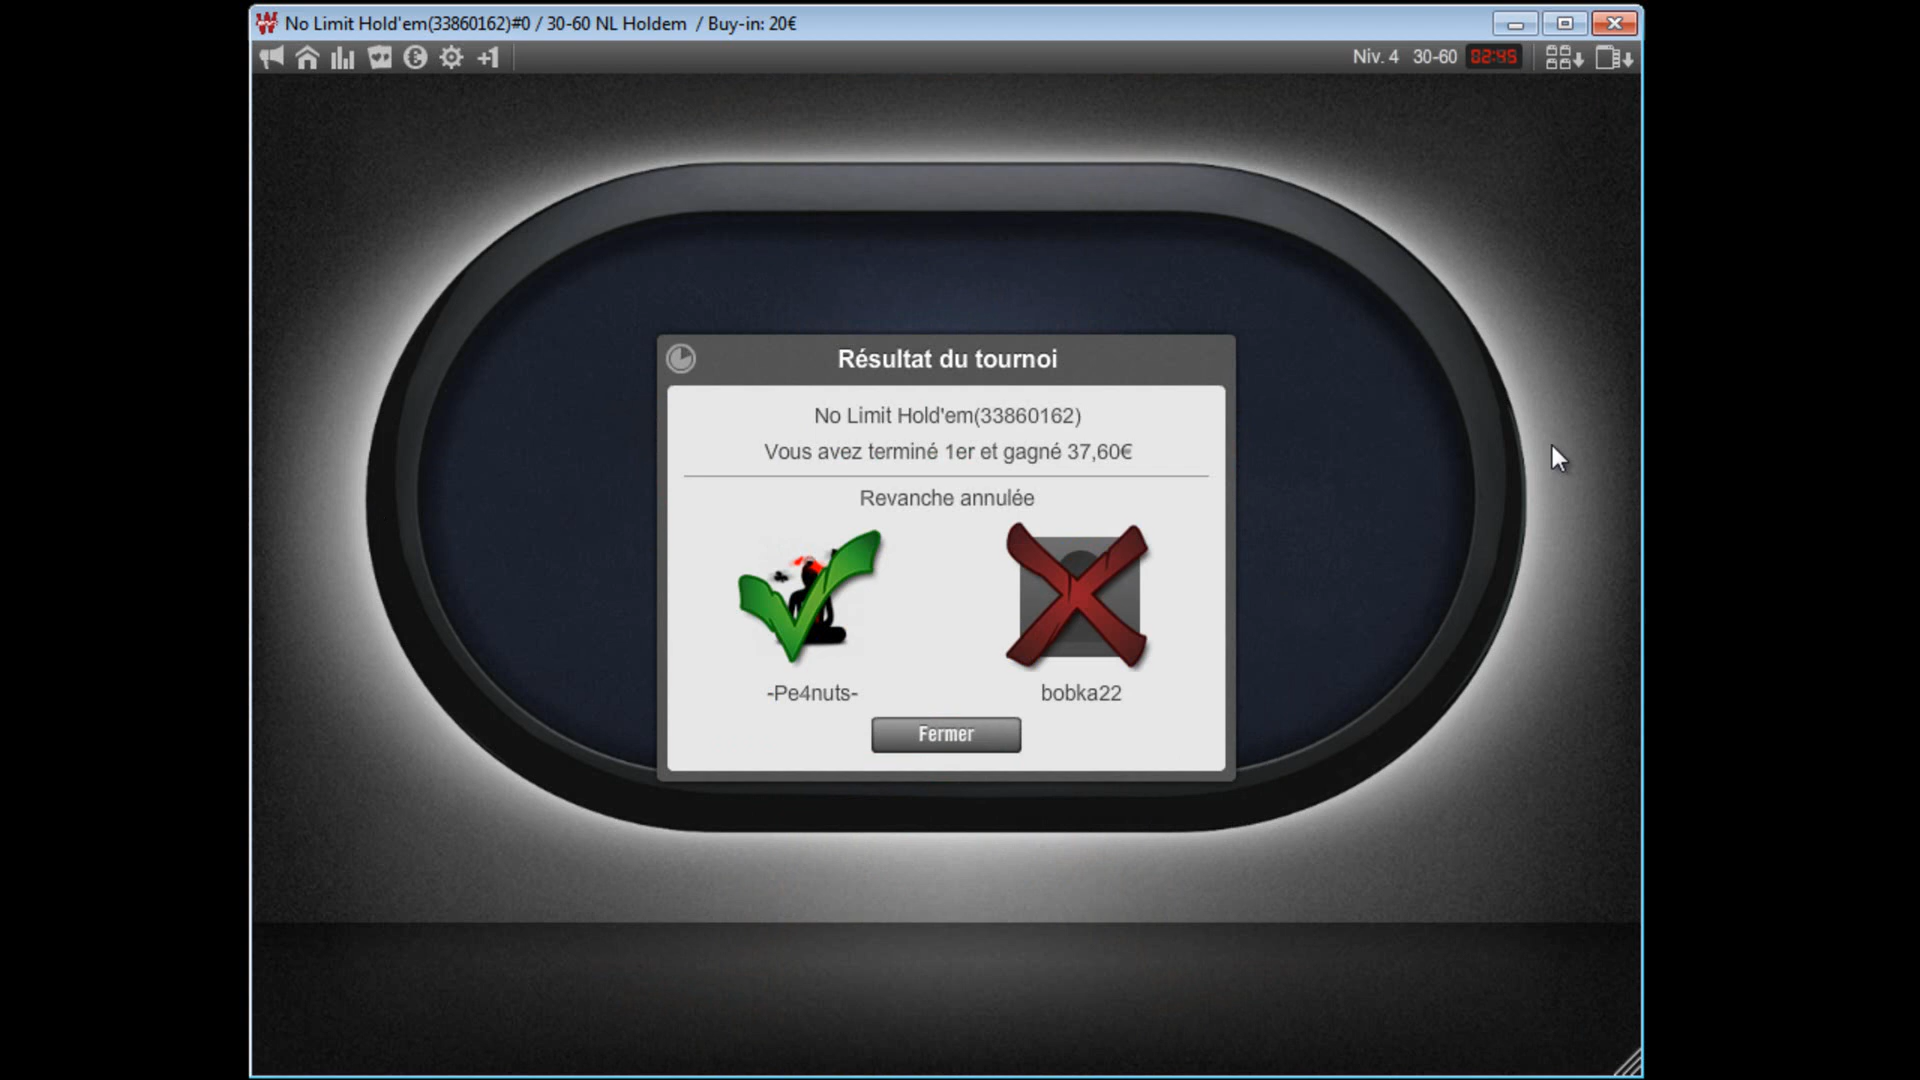 No Limit Hold'em(33860162)#0 / 30-60 NL Holdem / Buy-in: 20€
+1
Niv. 4 30-60 02:45
Résultat du tournoi
No Limit Hold'em(33860162)
Vous avez terminé 1er et gagné 37,60€
Revanche annulée
-Pe4nuts- bobka22
Fermer